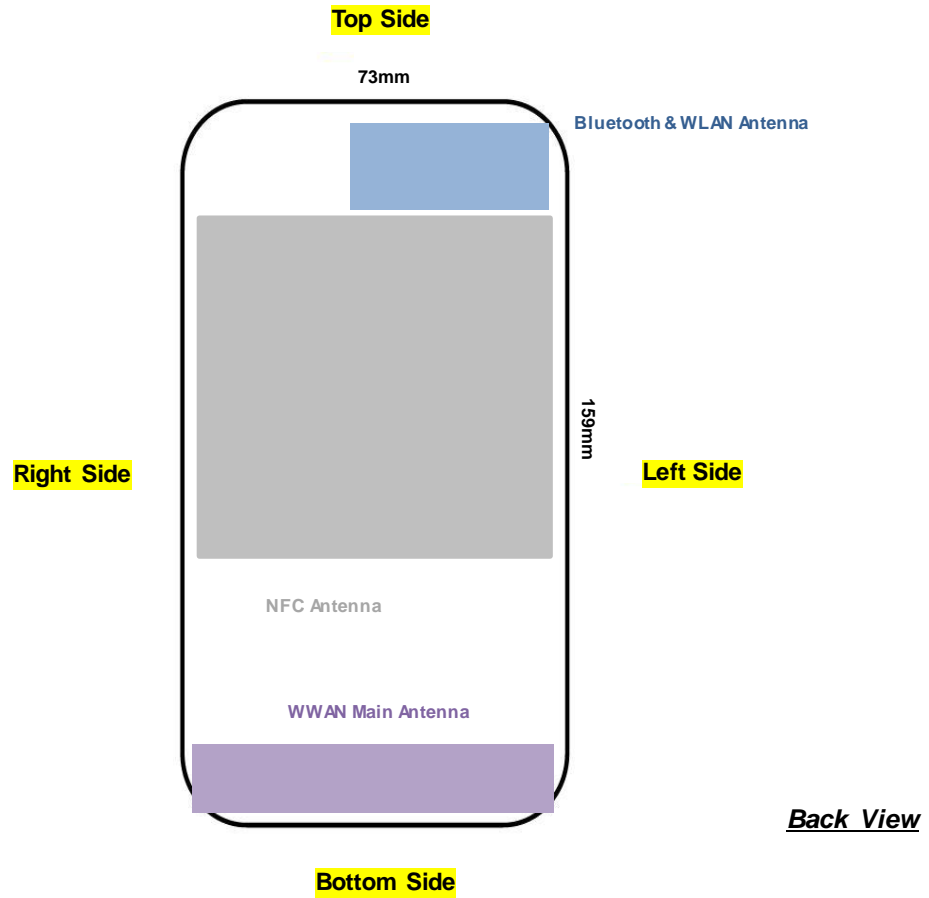 Top Side
73mm
Bluetooth & WLAN Antenna
159mm
Right Side
Left Side
NFC Antenna
WWAN Main Antenna
Back View
Bottom Side